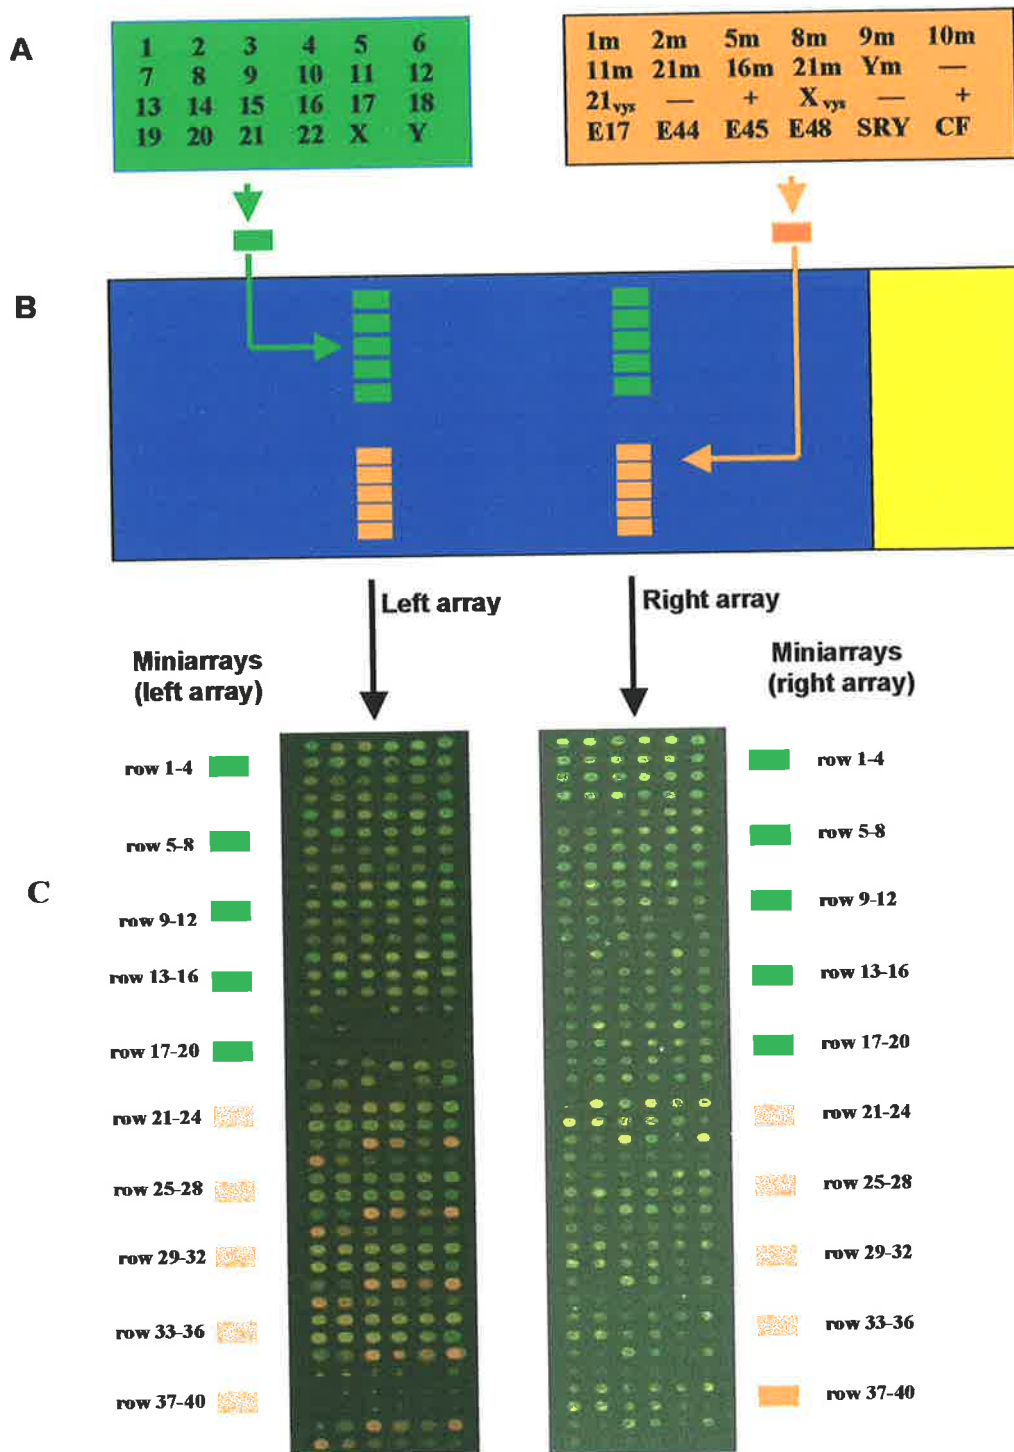 A
1 2 3 4 5 6
7 8 9 10 11 12
13 14 15 16 17 18
19 20 21 22 X Y
1m 2m 5m 8m 9m 10m
11m 21m 16m 21m Ym —
21vys — + Xvys — +
E17 E44 E45 E48 SRY CF
B
Left array
Right array
Miniarrays
(left array)
Miniarrays
(right array)
row 1-4
row 1-4
row 5-8
row 5-8
C
row 9-12
row 9-12
row 13-16
row 13-16
row 17-20
row 17-20
row 21-24
row 21-24
row 25-28
row 25-28
row 29-32
row 29-32
row 33-36
row 33-36
row 37-40
row 37-40